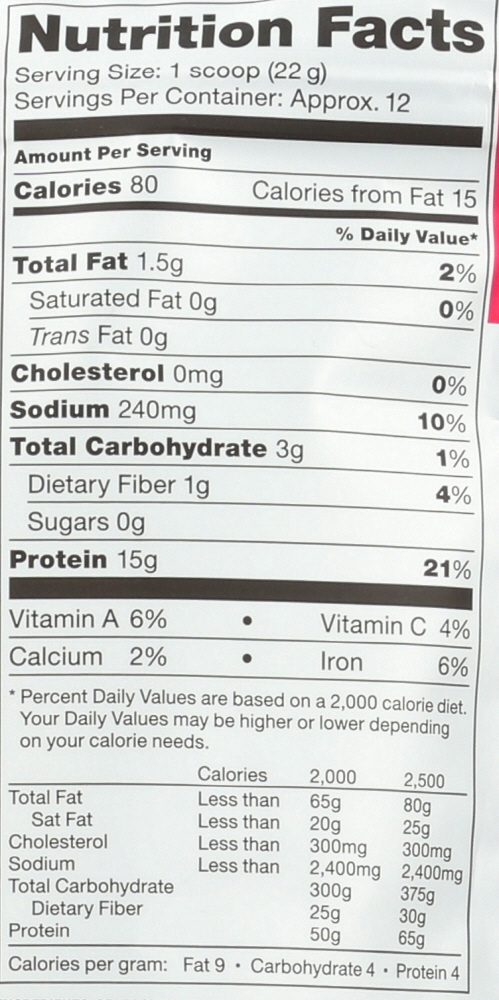 Nutrition Facts
Serving Size: 1 scoop (22 g)
Servings Per Container: Approx. 12
Amount Per Serving
Calories 80 Calories from Fat 15
% Daily Value*
Total Fat 1.5g 2%
Saturated Fat 0g 0%
Trans Fat 0g
Cholesterol 0mg 0%
Sodium 240mg 10%
Total Carbohydrate 3g 1%
Dietary Fiber 1g 4%
Sugars 0g
Protein 15g 21%
Vitamin A 6% • Vitamin C 4%
Calcium 2% • Iron 6%
* Percent Daily Values are based on a 2,000 calorie diet.
Your Daily Values may be higher or lower depending
on your calorie needs.
Calories 2,000 2,500
Total Fat Less than 65g 80g
Sat Fat Less than 20g 25g
Cholesterol Less than 300mg 300mg
Sodium Less than 2,400mg 2,400mg
Total Carbohydrate 300g 375g
Dietary Fiber 25g 30g
Protein 50g 65g
Calories per gram: Fat 9 • Carbohydrate 4 • Protein 4